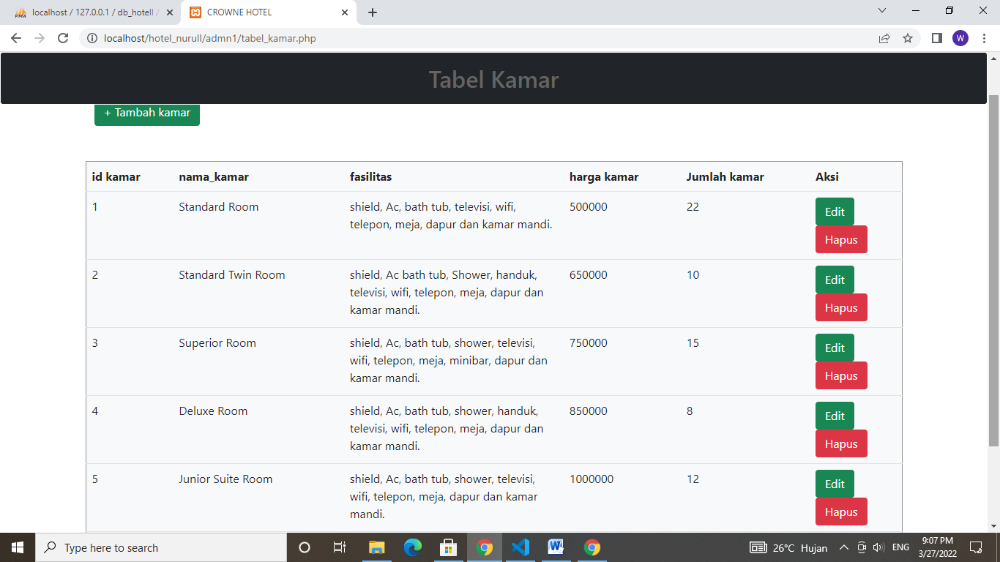 localhost / 127.0.0.1 / db_hotell /
CROWNE HOTEL
localhost/hotel_nurull/admn1/tabel_kamar.php
W
Tabel Kamar
+ Tambah kamar
id kamar nama_kamar fasilitas harga kamar Jumlah kamar Aksi
1 Standard Room shield, Ac, bath tub, televisi, wifi, 500000 22 Edit
telepon, meja, dapur dan kamar mandi. Hapus
2 Standard Twin Room shield, Ac bath tub, Shower, handuk, 650000 10 Edit
televisi, wifi, telepon, meja, dapur dan
kamar mandi. Hapus
3 Superior Room shield, Ac, bath tub, shower, televisi, 750000 15 Edit
wifi, telepon, meja, minibar, dapur dan
kamar mandi. Hapus
4 Deluxe Room shield, Ac, bath tub, shower, handuk, 850000 8 Edit
televisi, wifi, telepon, meja, dapur dan
kamar mandi. Hapus
5 Junior Suite Room shield, Ac, bath tub, shower, televisi, 1000000 12 Edit
wifi, telepon, meja, dapur dan kamar
mandi. Hapus
Type here to search
26°C Hujan
ENG
9:07 PM
3/27/2022